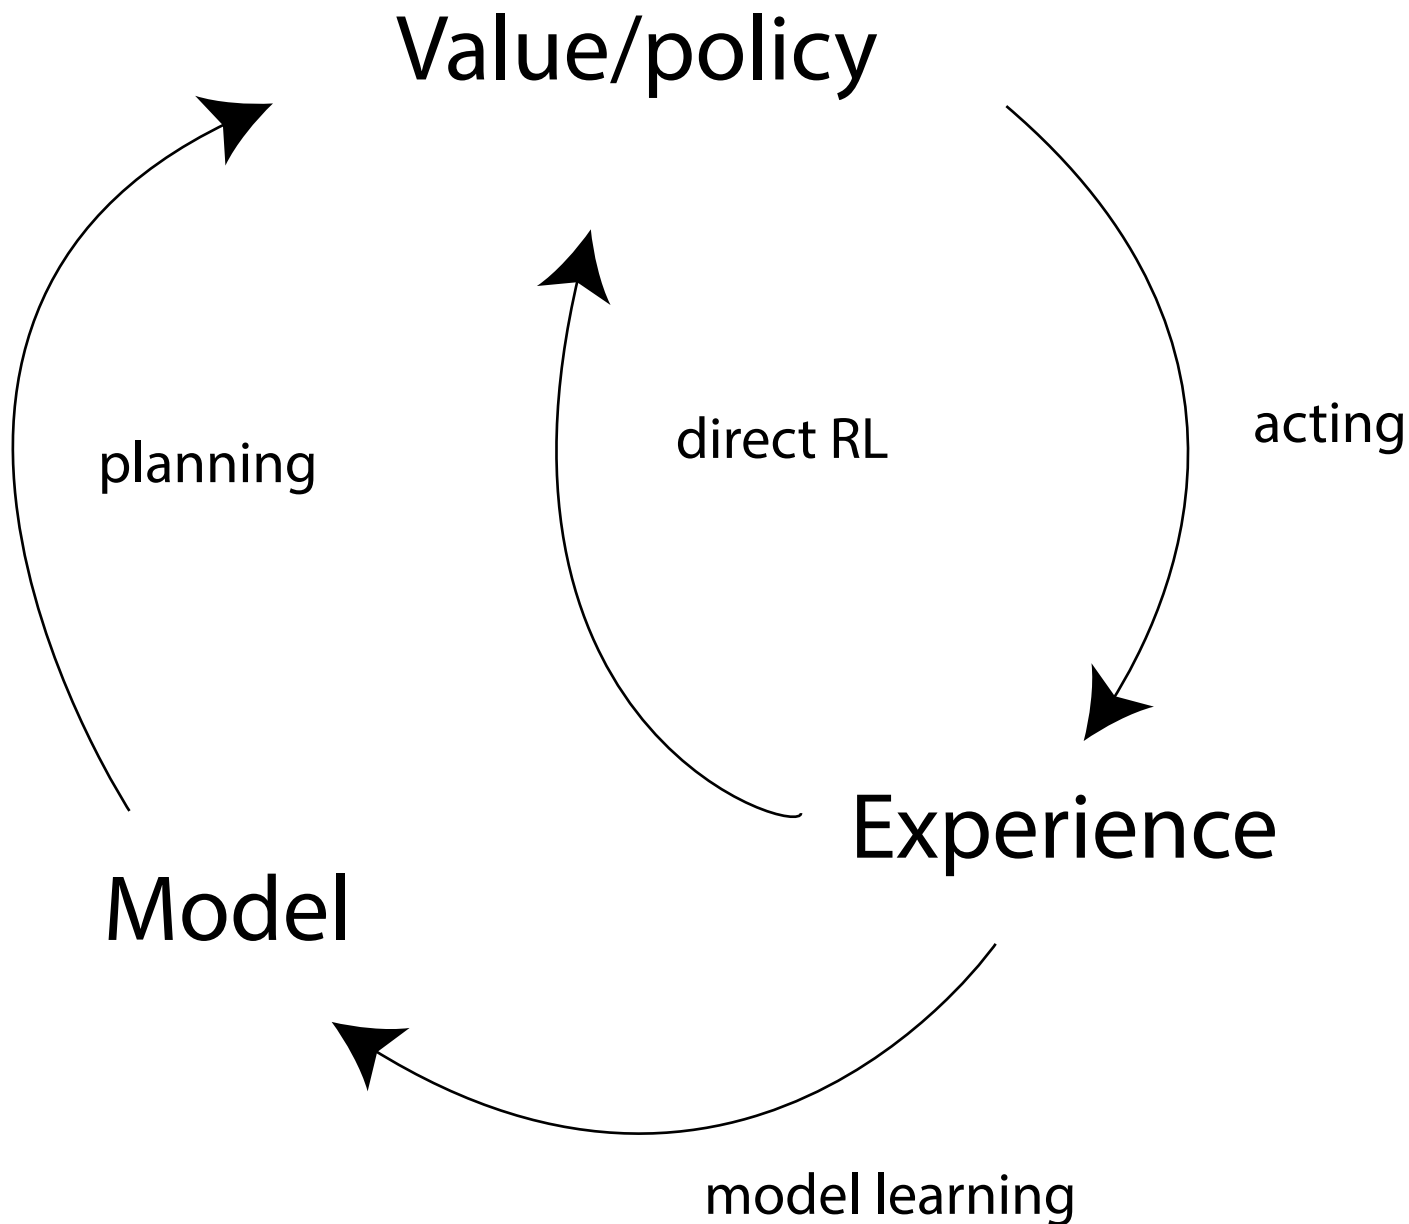 Value/policy
planning
direct RL
acting
Experience
Model
model learning